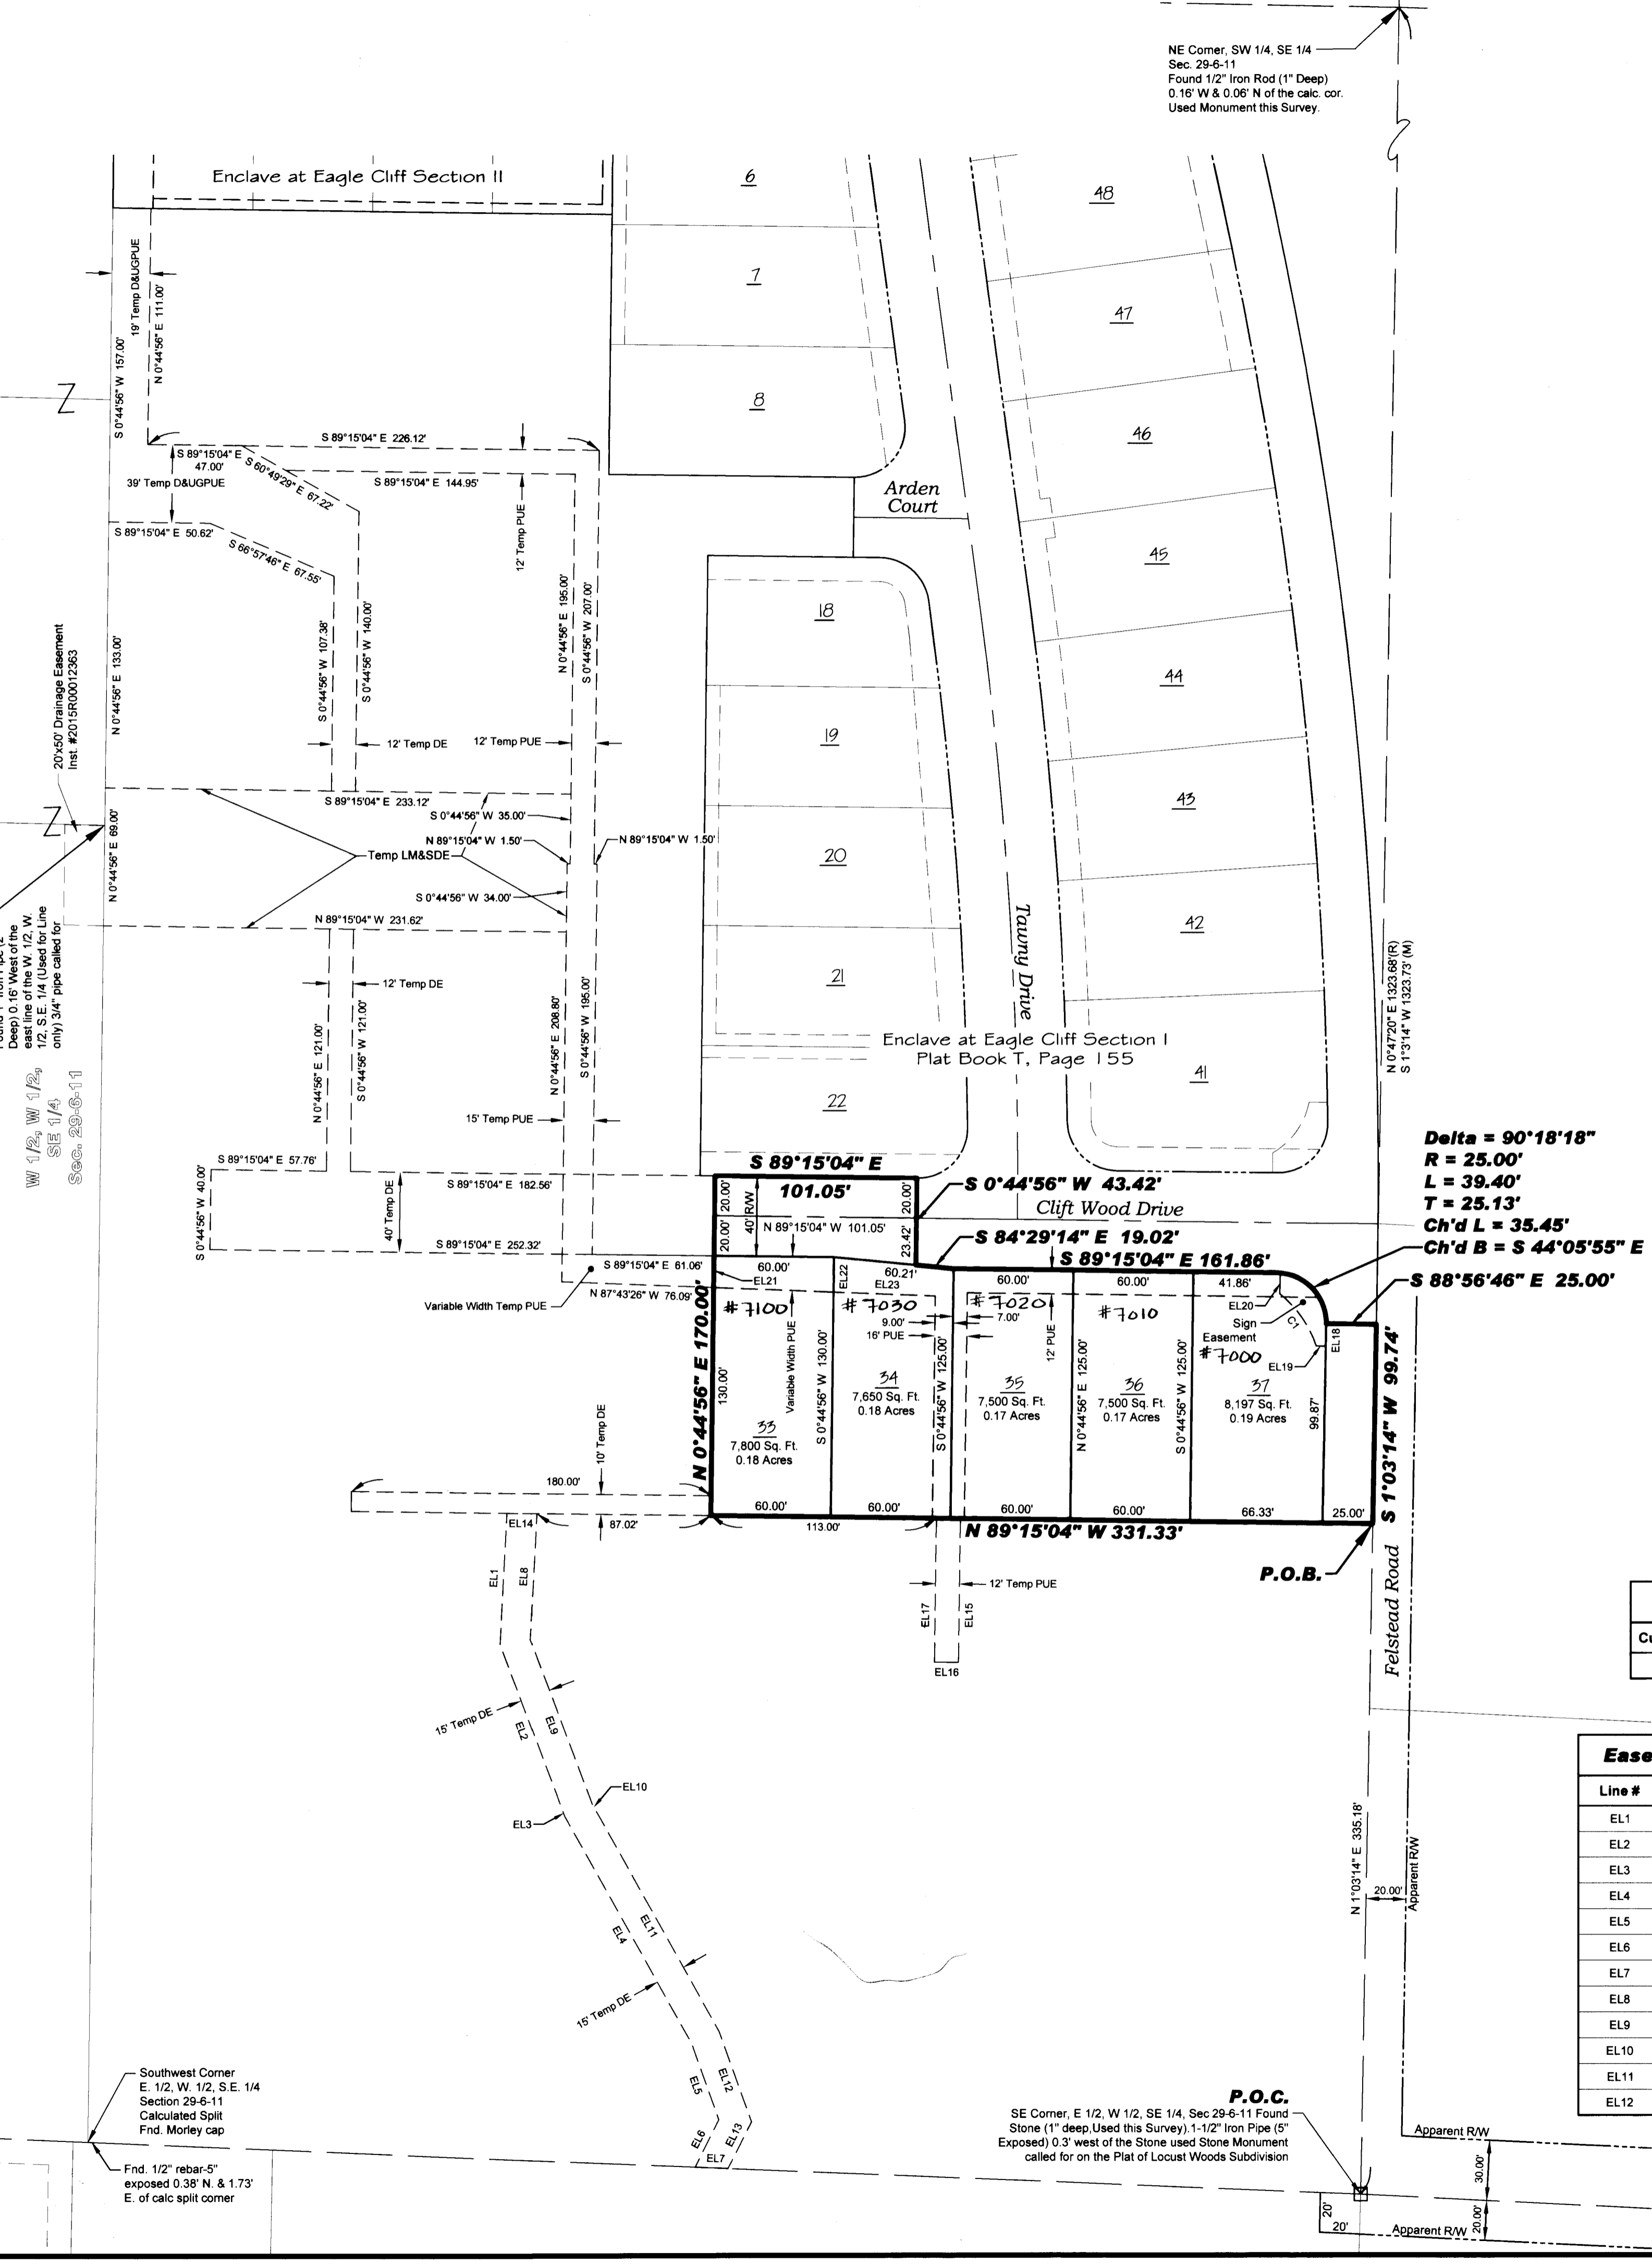 NE Corner, SW 1/4, SE 1/4
Sec. 29-6-11
Found 1/2" Iron Rod (1" Deep)
0.16' W & 0.06' N of the calc. cor.
Used Monument this Survey.
Enclave at Eagle Cliff Section II
6
7
8
48
47
46
45
44
43
42
41
19' Temp D&UGPUE
N 0°44'56" E 111.00'
S 0°44'56" W 157.00'
S 89°15'04" E 226.12'
S 89°15'04" E
47.00'
S 60°49'29" E 67.22'
39' Temp D&UGPUE
S 89°15'04" E 144.95'
12' Temp PUE
S 89°15'04" E 50.62'
S 66°57'46" E 67.55'
Arden
Court
18
19
20
21
22
N 0°44'56" E 195.00'
S 0°44'56" W 207.00'
S 0°44'56" W 107.38'
S 0°44'56" W 140.00'
N 0°44'56" E 133.00'
20'x50' Drainage Easement
Inst. #2015R00012363
12' Temp DE
12' Temp PUE
S 89°15'04" E 233.12'
S 0°44'56" W 35.00'
N 89°15'04" W 1.50'
N 89°15'04" W 1.50'
Temp LM&SDE
S 0°44'56" W 34.00'
N 0°44'56" E 69.00'
N 89°15'04" W 231.62'
Deep) 0.16' West of the
east line of the W. 1/2, W.
1/2, S.E. 1/4 (Used for Line
only) 3/4" pipe called for
W 1/2, W 1/2,
SE 1/4
Sec. 29-6-11
12' Temp DE
N 0°44'56" E 121.00'
S 0°44'56" W 121.00'
N 0°44'56" E 208.80'
S 0°44'56" W 195.00'
15' Temp PUE
Tawny Drive
Enclave at Eagle Cliff Section I
Plat Book T, Page 155
N 0°47'20" E 1323.68'(R)
S 1°3'14" W 1323.73' (M)
S 89°15'04" E 57.76'
S 0°44'56" W 40.00'
S 89°15'04" E 182.56'
40' Temp DE
S 89°15'04" E 252.32'
Delta = 90°18'18"
R = 25.00'
L = 39.40'
T = 25.13'
Ch'd L = 35.45'
Ch'd B = S 44°05'55" E
S 88°56'46" E 25.00'
S 89°15'04" E
101.05'
S 0°44'56" W 43.42'
Clift Wood Drive
20.00'
20.00'
40' R/W
20.00'
23.42'
N 89°15'04" W 101.05'
S 84°29'14" E 19.02'
S 89°15'04" E 161.86'
S 89°15'04" E 61.06'
N 87°43'26" W 76.09'
Variable Width Temp PUE
60.00'
EL21
EL22
60.21'
EL23
60.00'
60.00'
41.86'
EL20
Sign
Easement
C1
EL19
EL18
#7100
#7030
#7020
#7010
#7000
9.00'
16' PUE
7.00'
12' PUE
Variable Width PUE
N 0°44'56" E 170.00'
130.00'
S 0°44'56" W 130.00'
S 0°44'56" W 125.00'
N 0°44'56" E 125.00'
S 0°44'56" W 125.00'
99.87'
S 1°03'14" W 99.74'
33
7,800 Sq. Ft.
0.18 Acres
34
7,650 Sq. Ft.
0.18 Acres
35
7,500 Sq. Ft.
0.17 Acres
36
7,500 Sq. Ft.
0.17 Acres
37
8,197 Sq. Ft.
0.19 Acres
60.00'
60.00'
60.00'
60.00'
66.33'
25.00'
113.00'
N 89°15'04" W 331.33'
P.O.B.
180.00'
10' Temp DE
EL14
87.02'
EL1
EL8
12' Temp PUE
EL17
EL15
EL16
Felstead Road
15' Temp DE
EL2
EL9
EL10
EL3
EL4
EL11
15' Temp DE
EL5
EL12
EL6
EL13
EL7
N 1°03'14" E 335.18'
20.00'
Apparent R/W
Ease
Line #
EL1
EL2
EL3
EL4
EL5
EL6
EL7
EL8
EL9
EL10
EL11
EL12
Southwest Corner
E. 1/2, W. 1/2, S.E. 1/4
Section 29-6-11
Calculated Split
Fnd. Morley cap
Fnd. 1/2" rebar-5"
exposed 0.38' N. & 1.73'
E. of calc split corner
P.O.C.
SE Corner, E 1/2, W 1/2, SE 1/4, Sec 29-6-11 Found
Stone (1" deep,Used this Survey).1-1/2" Iron Pipe (5"
Exposed) 0.3' west of the Stone used Stone Monument
called for on the Plat of Locust Woods Subdivision
Apparent R/W
30.00'
20.00'
20'
20'
Apparent R/W